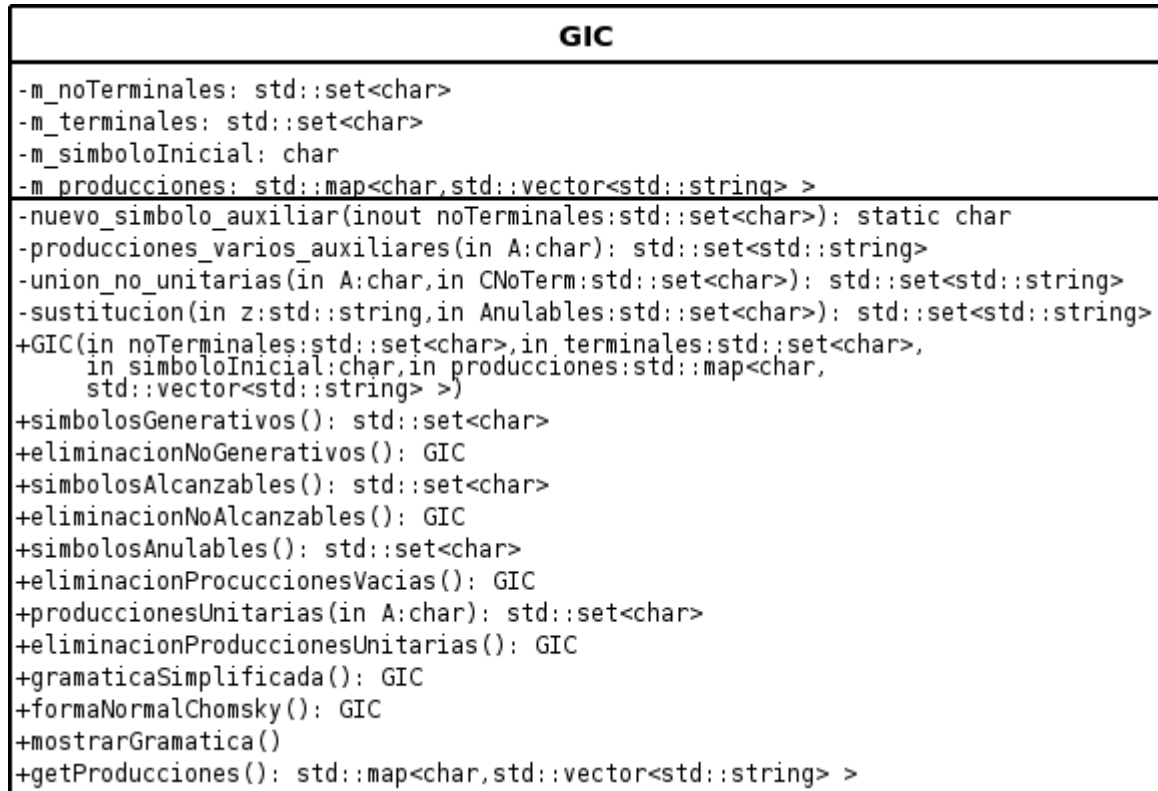 GIC
-m_noTerminales: std::set<char>
-m_terminales: std::set<char>
-m_simboloInicial: char
-m_producciones: std::map<char,std::vector<std::string> >
-nuevo_simbolo_auxiliar(inout noTerminales:std::set<char>): static char
-producciones_varios_auxiliares(in A:char): std::set<std::string>
-union_no_unitarias(in A:char,in CNoTerm:std::set<char>): std::set<std::string>
-sustitucion(in z:std::string,in Anulables:std::set<char>): std::set<std::string>
+GIC(in noTerminales:std::set<char>,in terminales:std::set<char>,
in simboloInicial:char,in producciones:std::map<char,
std::vector<std::string> >)
+simbolosGenerativos(): std::set<char>
+eliminacionNoGenerativos(): GIC
+simbolosAlcanzables(): std::set<char>
+eliminacionNoAlcanzables(): GIC
+simbolosAnulables(): std::set<char>
+eliminacionProcuccionesVacias(): GIC
+produccionesUnitarias(in A:char): std::set<char>
+eliminacionProduccionesUnitarias(): GIC
+gramaticaSimplificada(): GIC
+formaNormalChomsky(): GIC
+mostrarGramatica()
+getProducciones(): std::map<char,std::vector<std::string> >